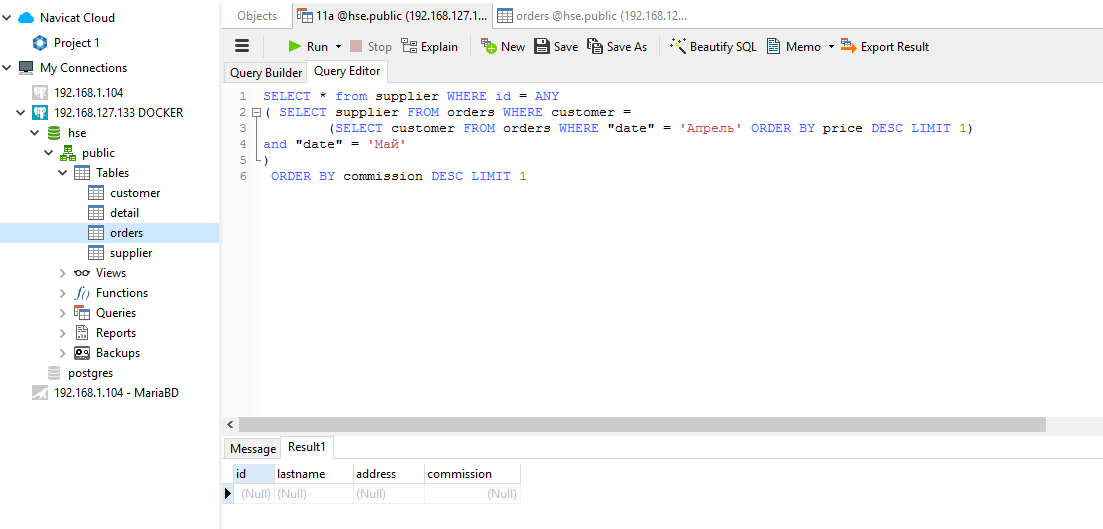 Navicat Cloud
Project 1
My Connections
192.168.1.104
192.168.127.133 DOCKER
hse
public
Tables
customer
detail
orders
supplier
Views
f() Functions
Queries
Reports
Backups
postgres
192.168.1.104 - MariaBD
Objects 11a @hse.public (192.168.127.1... orders @hse.public (192.168.12...
Run Stop Explain New Save Save As Beautify SQL Memo Export Result
Query Builder Query Editor
1 SELECT * from supplier WHERE id = ANY
2 ( SELECT supplier FROM orders WHERE customer =
3 (SELECT customer FROM orders WHERE "date" = 'Апрель' ORDER BY price DESC LIMIT 1)
4 and "date" = 'Май'
5 )
6 ORDER BY commission DESC LIMIT 1
Message Result1
id lastname address commission
(Null) (Null) (Null) (Null)